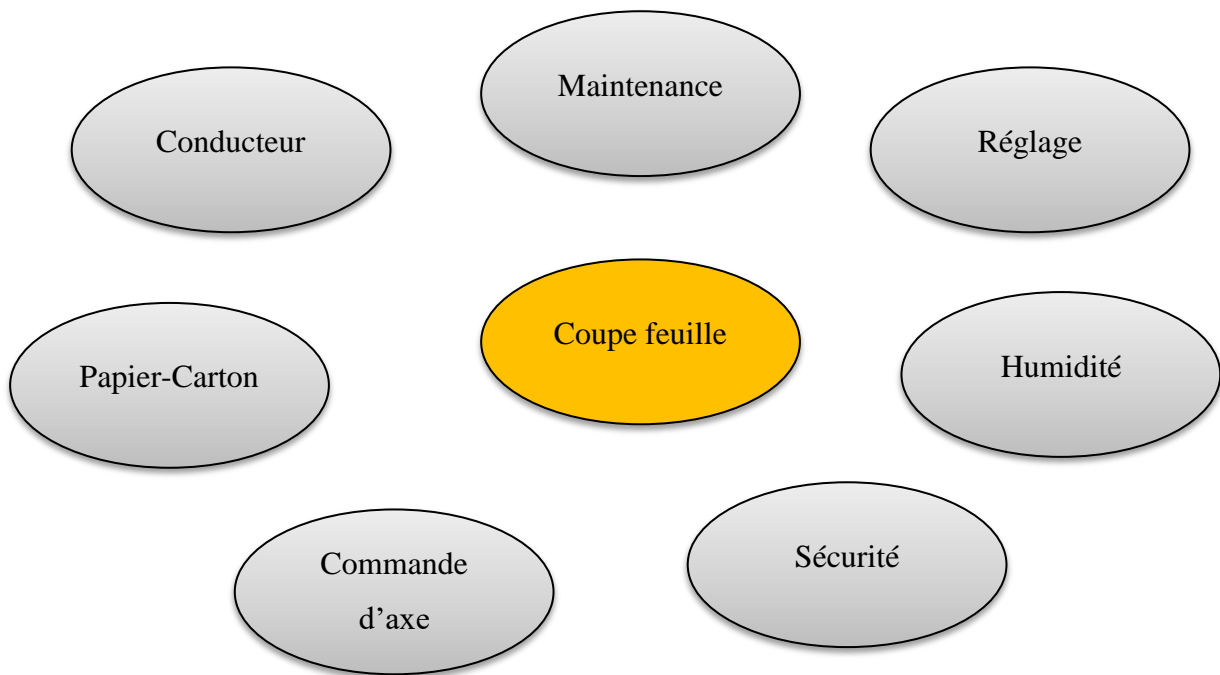 Maintenance
Conducteur
Réglage
Coupe feuille
Papier-Carton
Humidité
Commande
d’axe
Sécurité